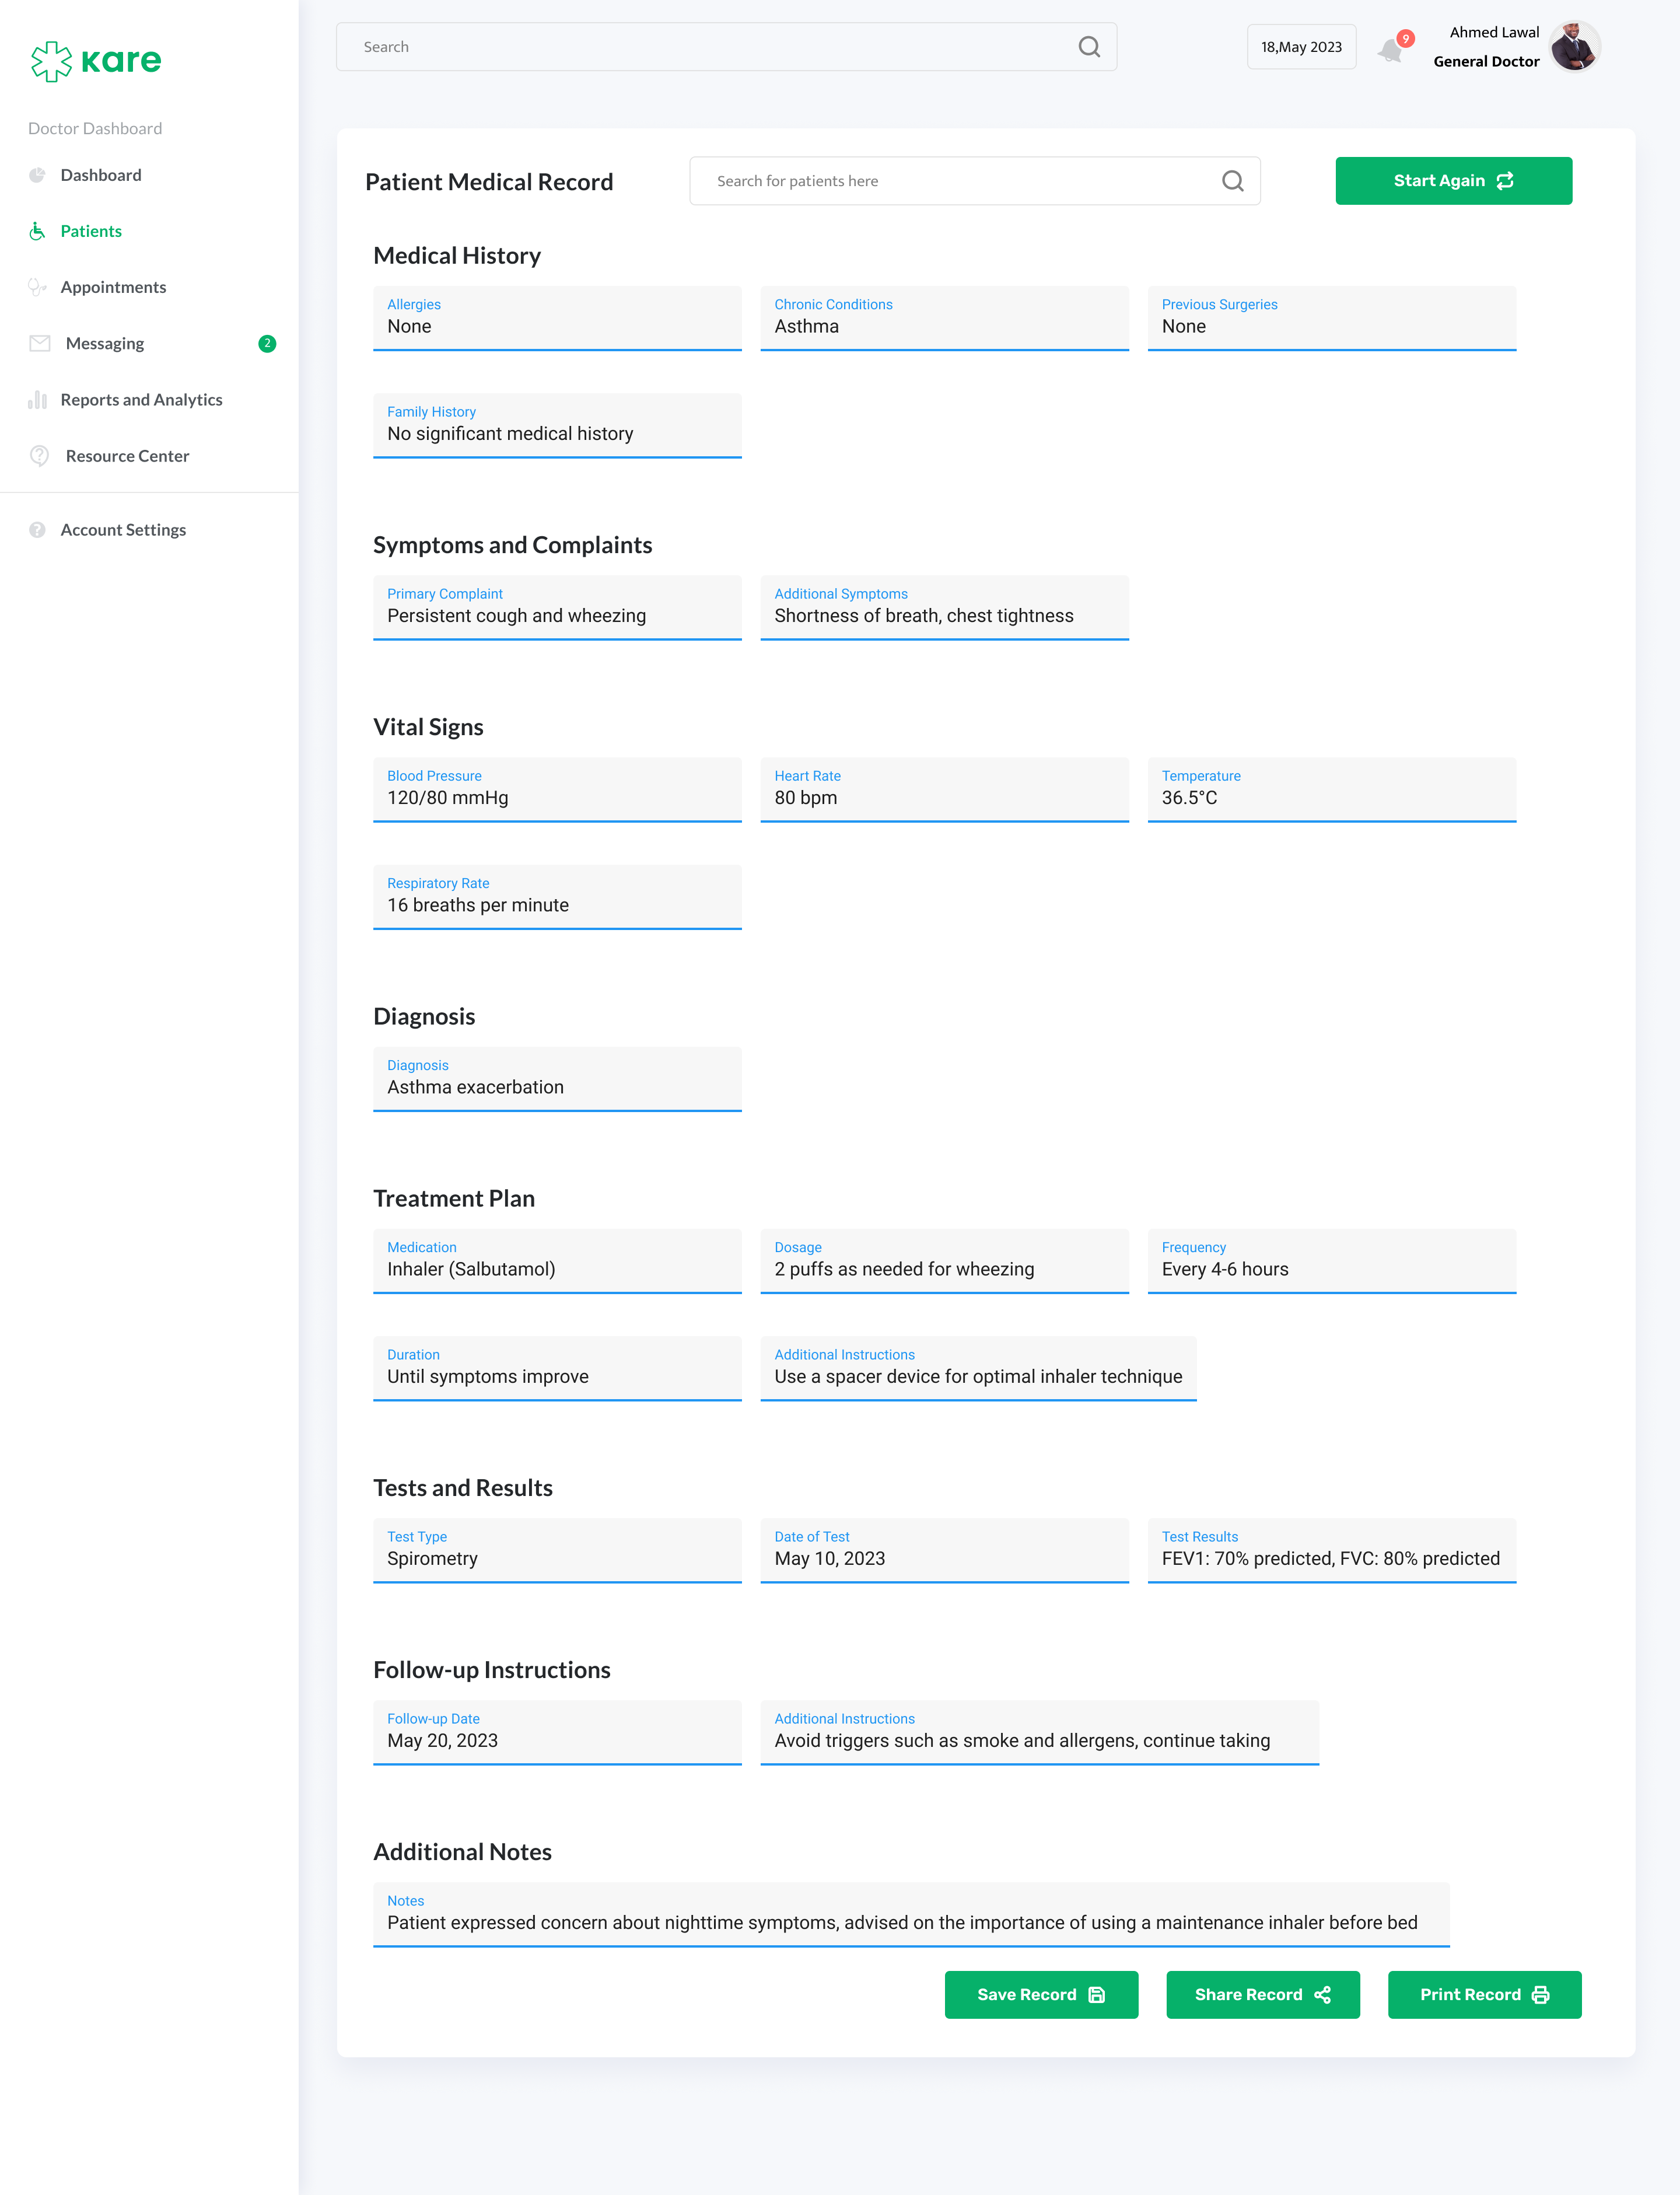 kare
Search
18,May 2023
9
Ahmed Lawal
General Doctor
Doctor Dashboard
Dashboard
Patients
Appointments
Messaging
2
Reports and Analytics
Resource Center
Account Settings
Patient Medical Record
Search for patients here
Start Again
Medical History
Allergies
None
Chronic Conditions
Asthma
Previous Surgeries
None
Family History
No significant medical history
Symptoms and Complaints
Primary Complaint
Persistent cough and wheezing
Additional Symptoms
Shortness of breath, chest tightness
Vital Signs
Blood Pressure
120/80 mmHg
Heart Rate
80 bpm
Temperature
36.5°C
Respiratory Rate
16 breaths per minute
Diagnosis
Diagnosis
Asthma exacerbation
Treatment Plan
Medication
Inhaler (Salbutamol)
Dosage
2 puffs as needed for wheezing
Frequency
Every 4-6 hours
Duration
Until symptoms improve
Additional Instructions
Use a spacer device for optimal inhaler technique
Tests and Results
Test Type
Spirometry
Date of Test
May 10, 2023
Test Results
FEV1: 70% predicted, FVC: 80% predicted
Follow-up Instructions
Follow-up Date
May 20, 2023
Additional Instructions
Avoid triggers such as smoke and allergens, continue taking
Additional Notes
Notes
Patient expressed concern about nighttime symptoms, advised on the importance of using a maintenance inhaler before bed
Save Record
Share Record
Print Record